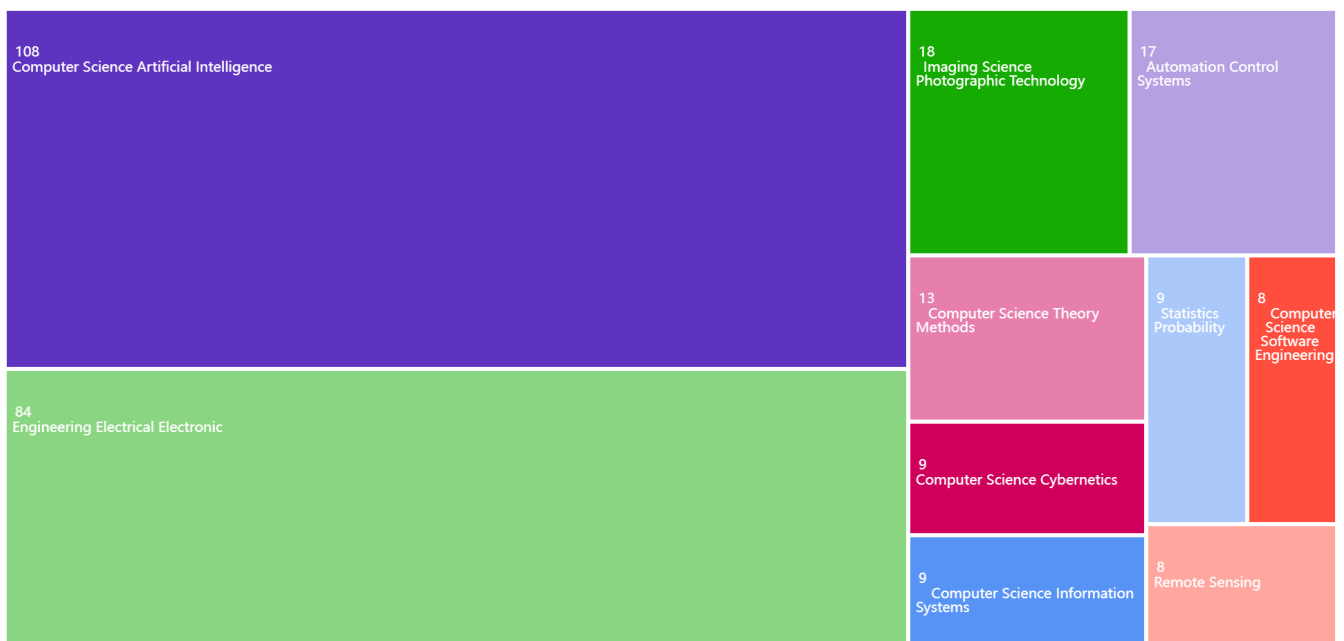 108
Computer Science Artificial Intelligence
84
Engineering Electrical Electronic
18
Imaging Science
Photographic Technology
17
Automation Control
Systems
13
Computer Science Theory
Methods
9
Computer Science Cybernetics
9
Computer Science Information
Systems
9
Statistics
Probability
8
Computer
Science
Software
Engineering
8
Remote Sensing